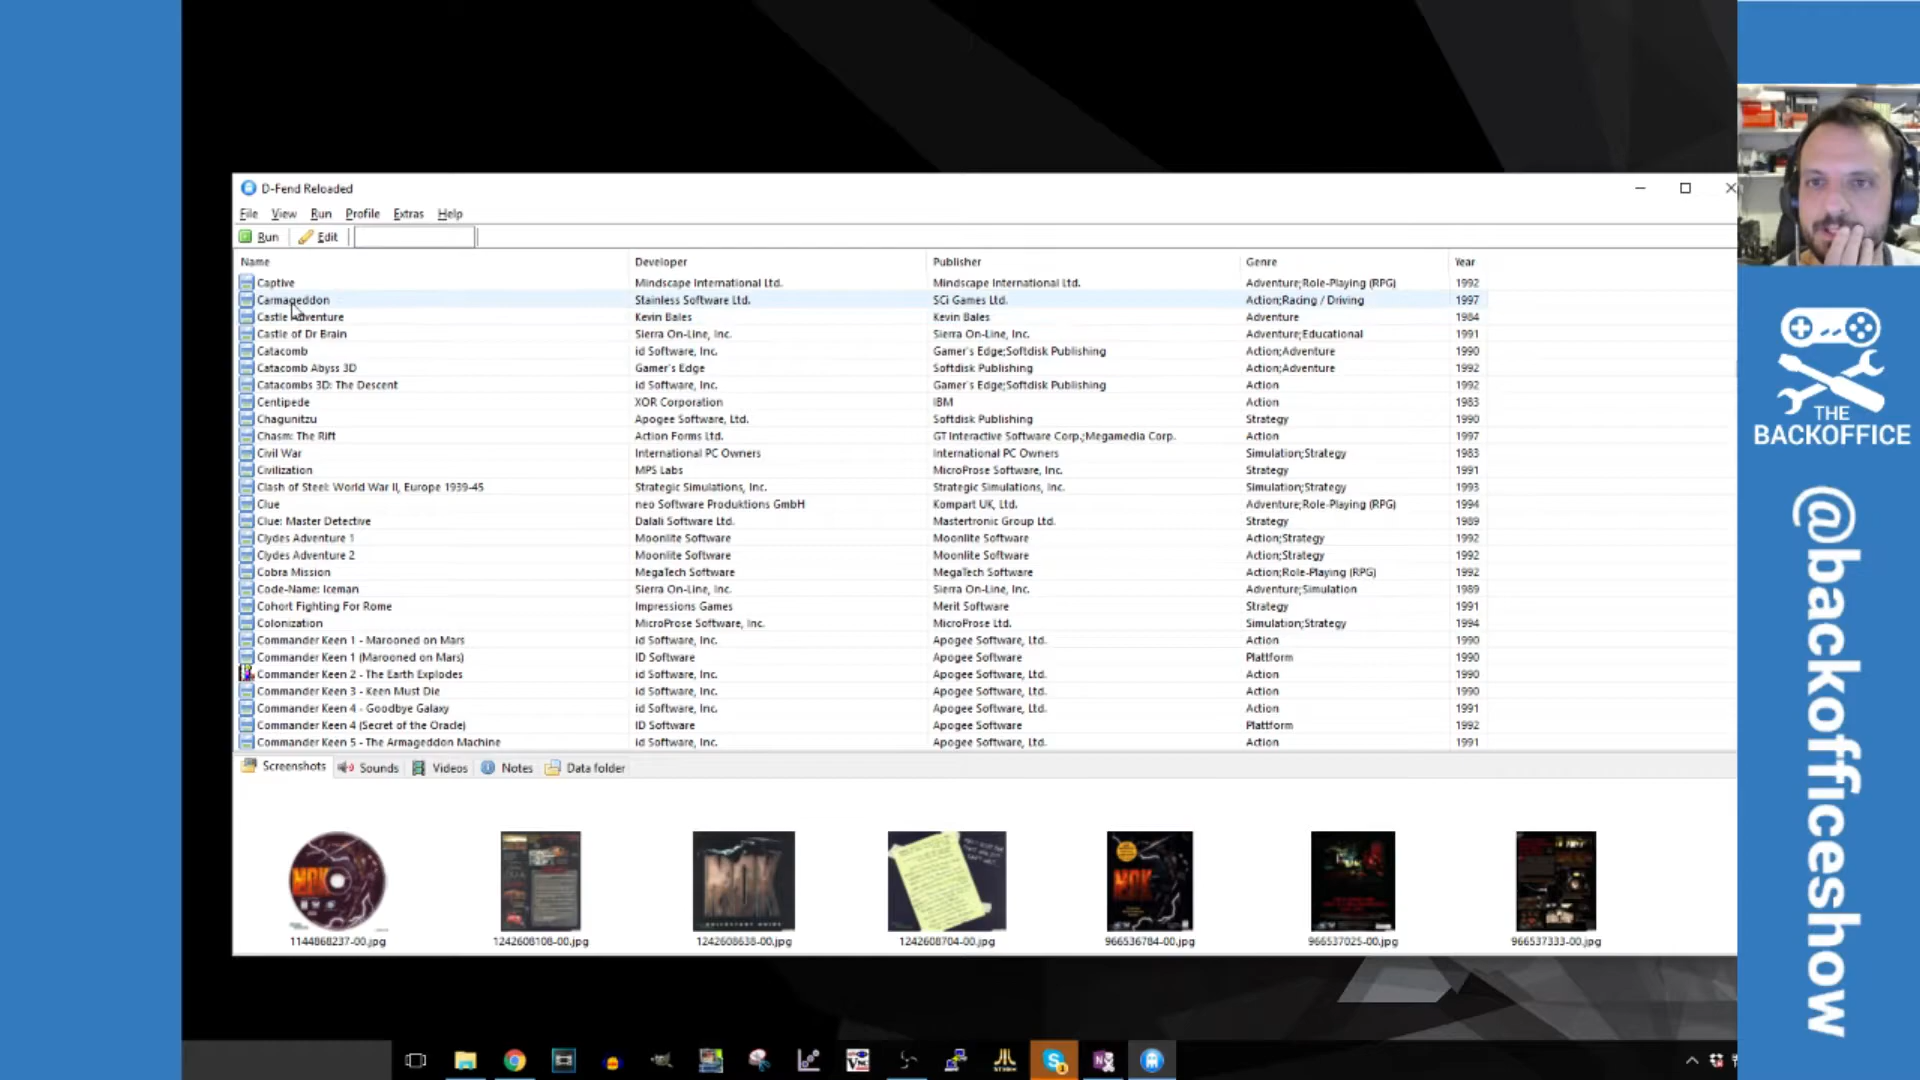 D-Fend Reloaded
File View Run Profile Extras Help
Run Edit
Name Developer Publisher Genre Year
Captive Mindscape International Ltd. Mindscape International Ltd. Adventure;Role-Playing (RPG) 1992
Carmageddon Stainless Software Ltd. SCi Games Ltd. Action;Racing / Driving 1997
Castle Adventure Kevin Bales Kevin Bales Adventure 1984
Castle of Dr Brain Sierra On-Line, Inc. Sierra On-Line, Inc. Adventure;Educational 1991
Catacomb id Software, Inc. Gamer's Edge;Softdisk Publishing Action;Adventure 1990
Catacomb Abyss 3D Gamer's Edge Softdisk Publishing Action;Adventure 1992
Catacombs 3D: The Descent id Software, Inc. Gamer's Edge;Softdisk Publishing Action 1992
Centipede XOR Corporation IBM Action 1983
Chagunitzu Apogee Software, Ltd. Softdisk Publishing Strategy 1990
Chasm: The Rift Action Forms Ltd. GT Interactive Software Corp.;Megamedia Corp. Action 1997
Civil War International PC Owners International PC Owners Simulation;Strategy 1983
Civilization MPS Labs MicroProse Software, Inc. Strategy 1991
Clash of Steel: World War II, Europe 1939-45 Strategic Simulations, Inc. Strategic Simulations, Inc. Simulation;Strategy 1993
Clue neo Software Produktions GmbH Kompart UK, Ltd. Adventure;Role-Playing (RPG) 1994
Clue: Master Detective Dalali Software Ltd. Mastertronic Group Ltd. Strategy 1989
Clydes Adventure 1 Moonlite Software Moonlite Software Action;Strategy 1992
Clydes Adventure 2 Moonlite Software Moonlite Software Action;Strategy 1992
Cobra Mission MegaTech Software MegaTech Software Action;Role-Playing (RPG) 1992
Code-Name: Iceman Sierra On-Line, Inc. Sierra On-Line, Inc. Adventure;Simulation 1989
Cohort Fighting For Rome Impressions Games Merit Software Strategy 1991
Colonization MicroProse Software, Inc. MicroProse Ltd. Simulation;Strategy 1994
Commander Keen 1 - Marooned on Mars id Software, Inc. Apogee Software, Ltd. Action 1990
Commander Keen 1 (Marooned on Mars) ID Software Apogee Software Plattform 1990
Commander Keen 2 - The Earth Explodes id Software, Inc. Apogee Software, Ltd. Action 1990
Commander Keen 3 - Keen Must Die id Software, Inc. Apogee Software, Ltd. Action 1990
Commander Keen 4 - Goodbye Galaxy id Software, Inc. Apogee Software, Ltd. Action 1991
Commander Keen 4 (Secret of the Oracle) ID Software Apogee Software Plattform 1992
Commander Keen 5 - The Armageddon Machine id Software, Inc. Apogee Software, Ltd. Action 1991
Screenshots Sounds Videos Notes Data folder
1144868237-00.jpg 1242608108-00.jpg 1242608638-00.jpg 1242608704-00.jpg 966536784-00.jpg 966537025-00.jpg 966537333-00.jpg
THE
BACKOFFICE
@backofficeshow